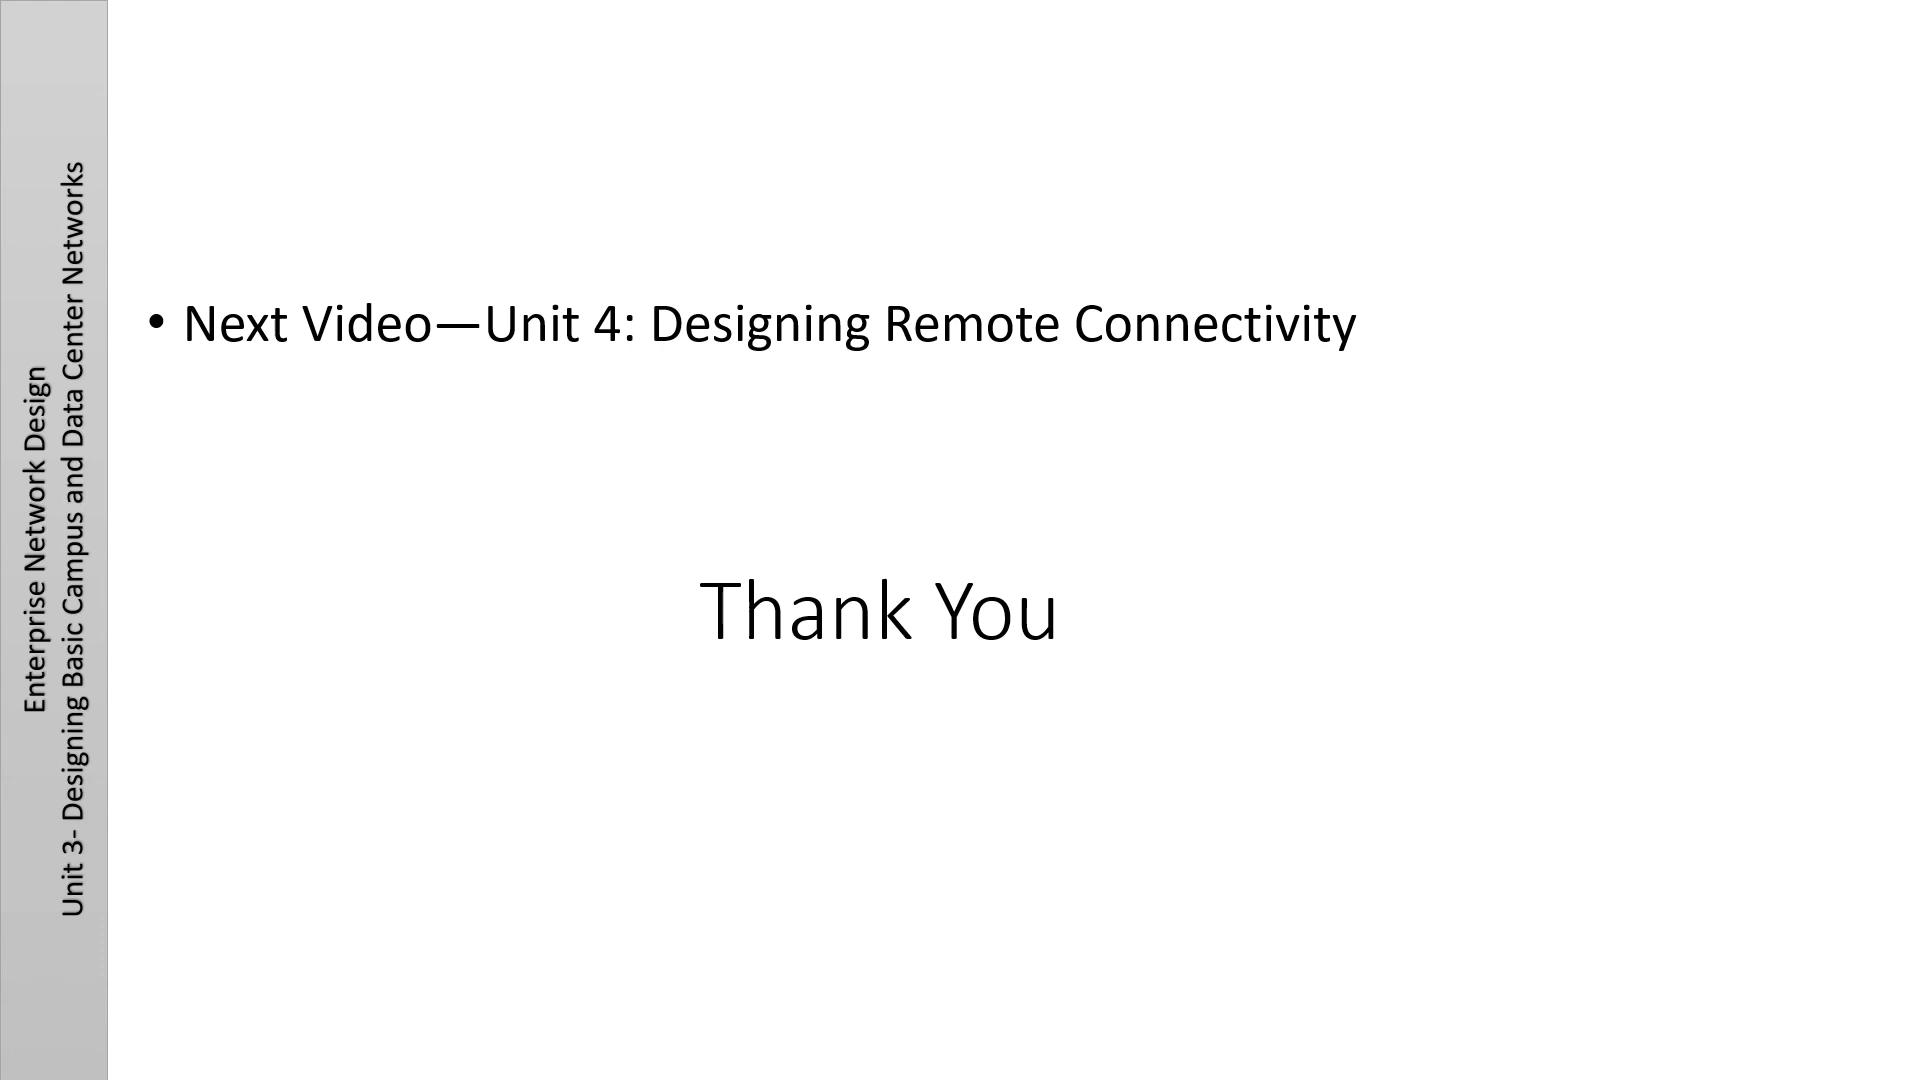 Enterprise Network Design
Unit 3- Designing Basic Campus and Data Center Networks
• Next Video—Unit 4: Designing Remote Connectivity
Thank You